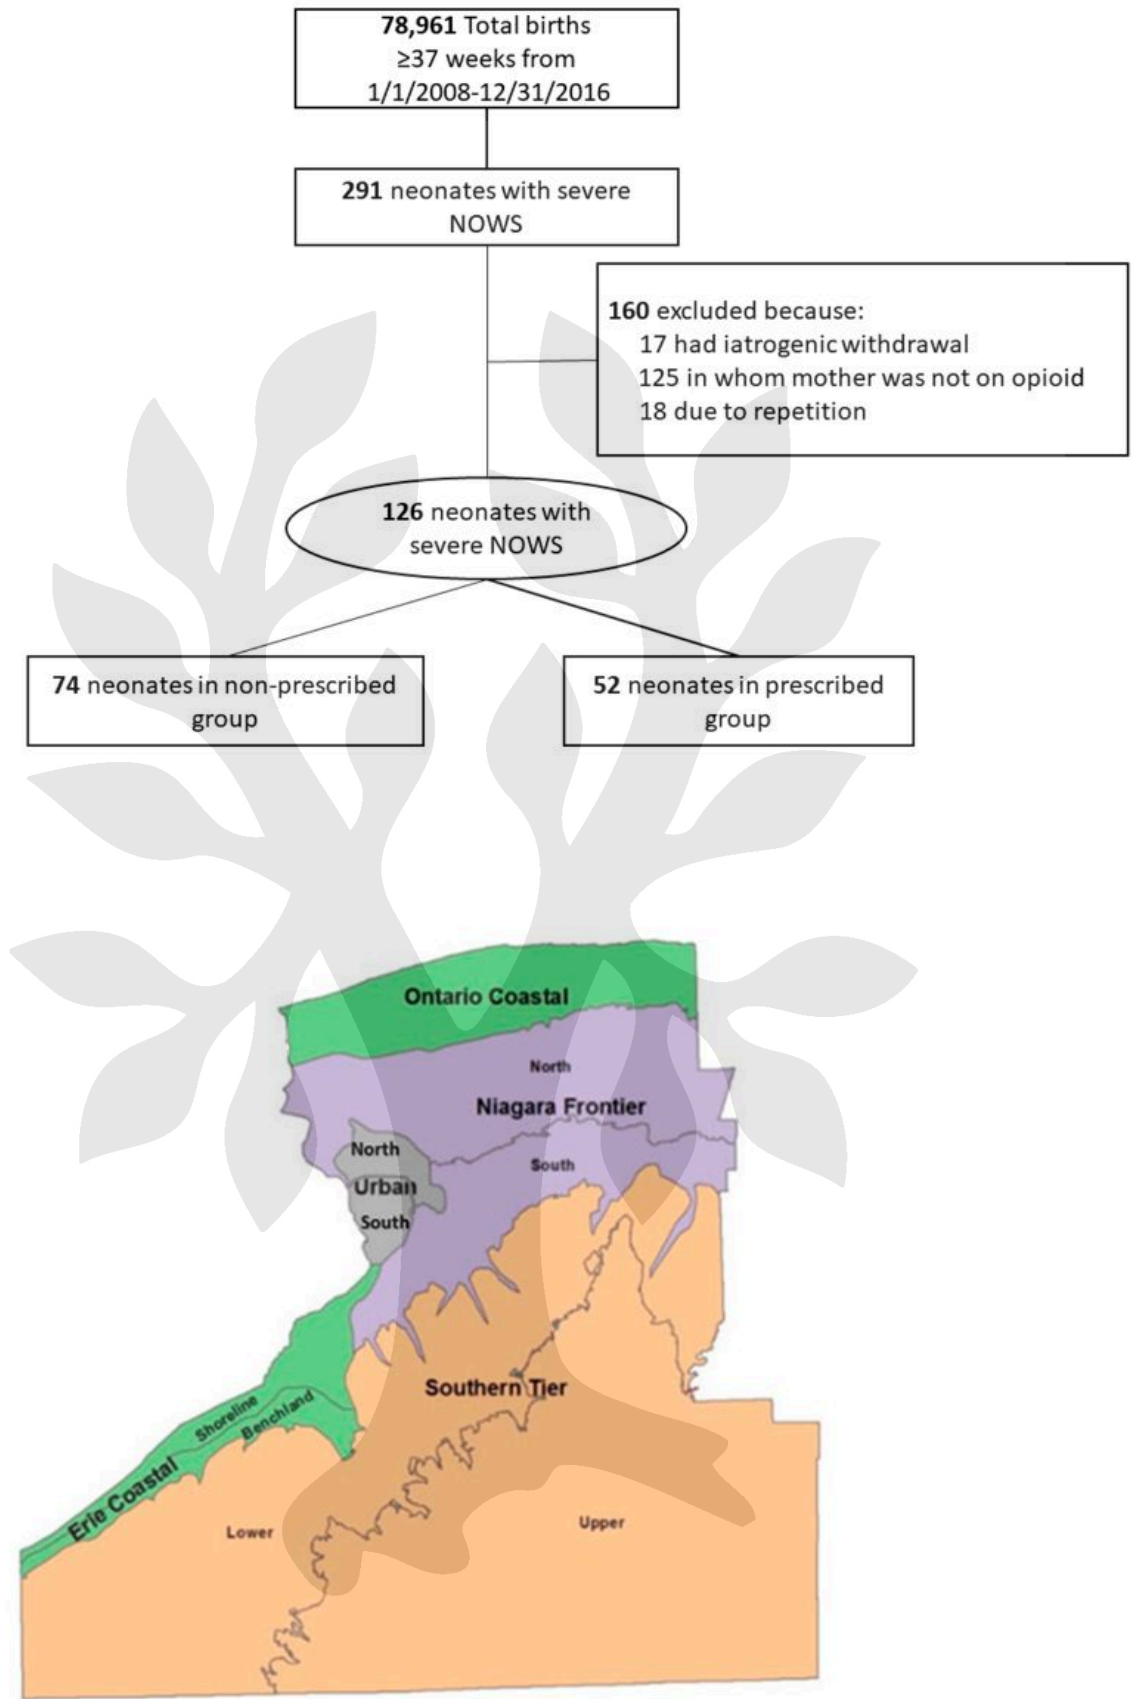 78,961 Total births
≥37 weeks from
1/1/2008-12/31/2016
291 neonates with severe
NOWS
160 excluded because:
17 had iatrogenic withdrawal
125 in whom mother was not on opioid
18 due to repetition
126 neonates with
severe NOWS
74 neonates in non-prescribed
group
52 neonates in prescribed
group
Ontario Coastal
North
Niagara Frontier
North
South
Urban
South
Southern Tier
Shoreline
Benchland
Erie Coastal
Lower
Upper